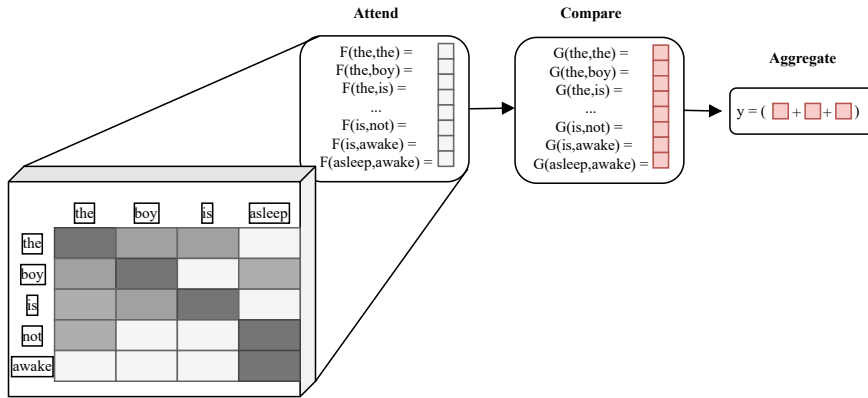 Attend
F(the,the) =
F(the,boy) =
F(the,is) =
...
F(is,not) =
F(is,awake) =
F(asleep,awake) =
Compare
G(the,the) =
G(the,boy) =
G(the,is) =
...
G(is,not) =
G(is,awake) =
G(asleep,awake) =
Aggregate
y = ( + + )
the boy is asleep
the
boy
is
not
awake